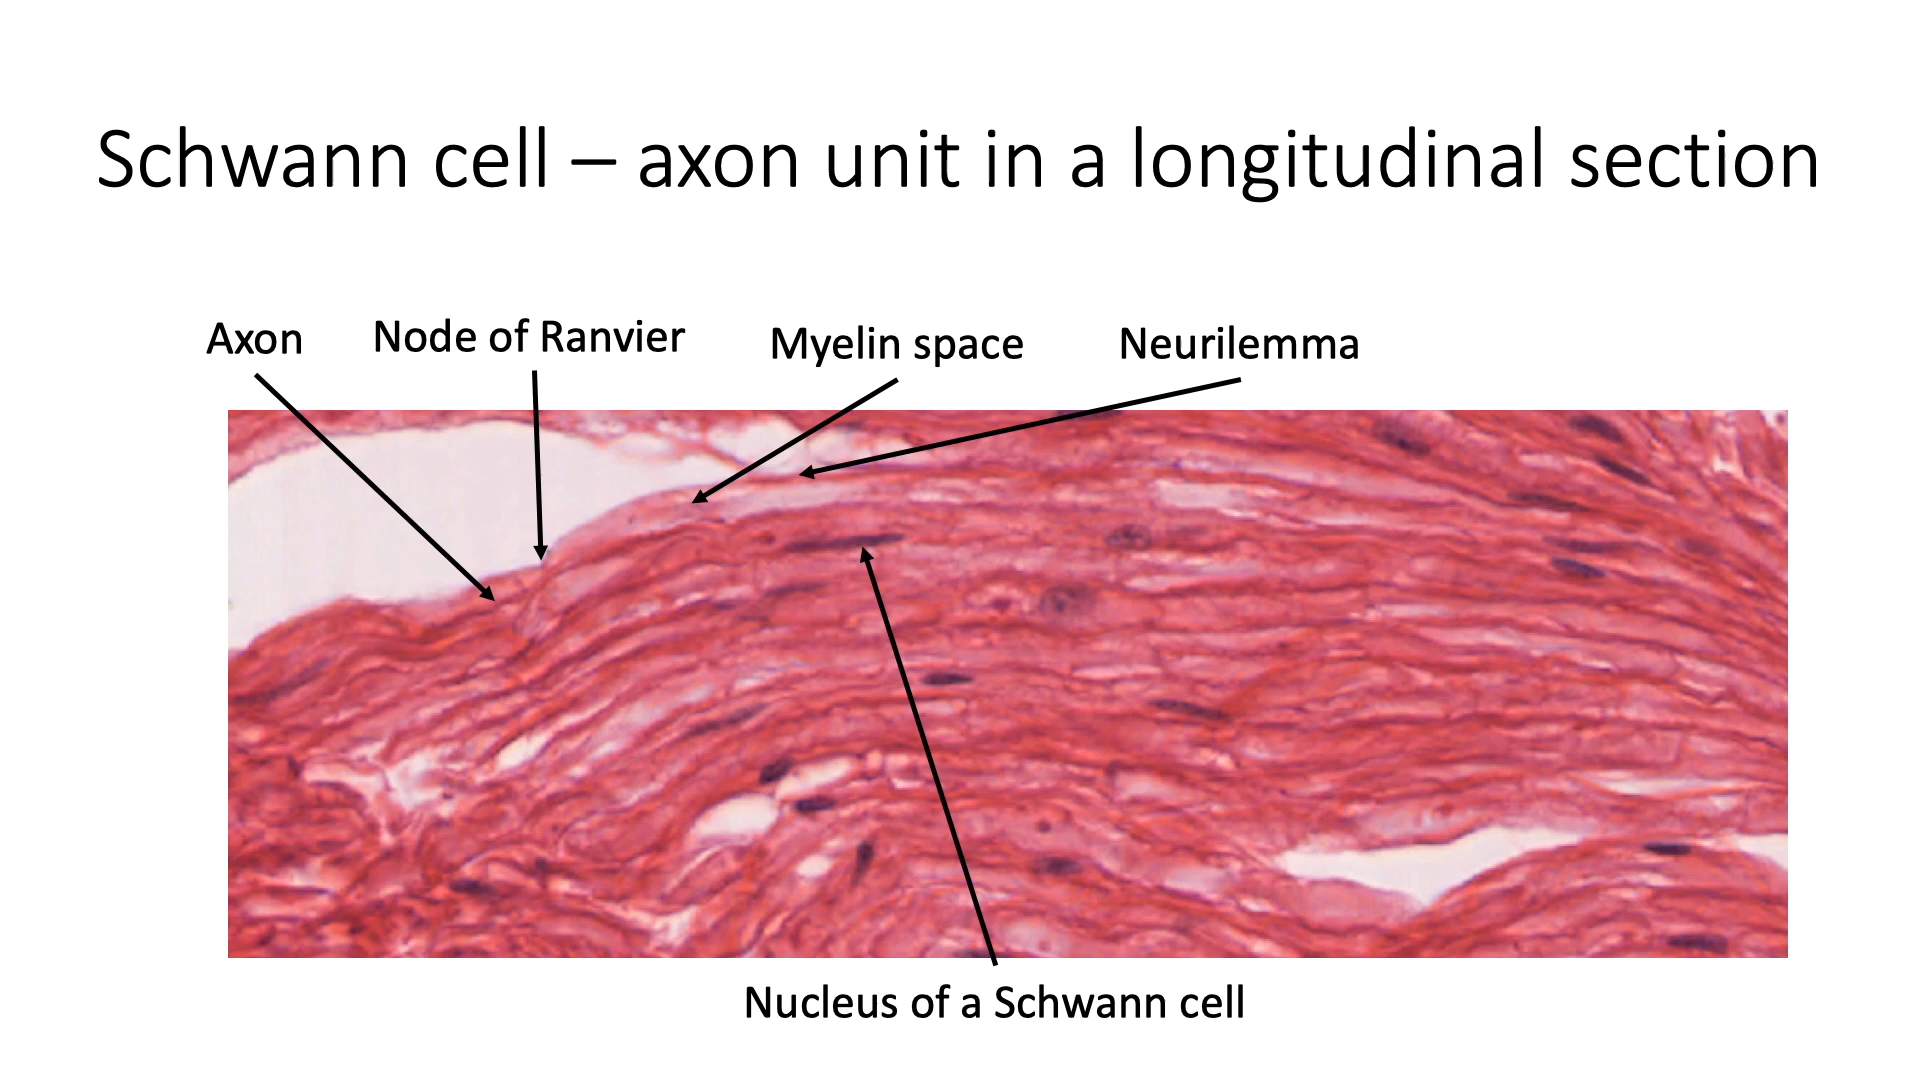 Schwann cell – axon unit in a longitudinal section
Axon
Node of Ranvier
Myelin space
Neurilemma
Nucleus of a Schwann cell